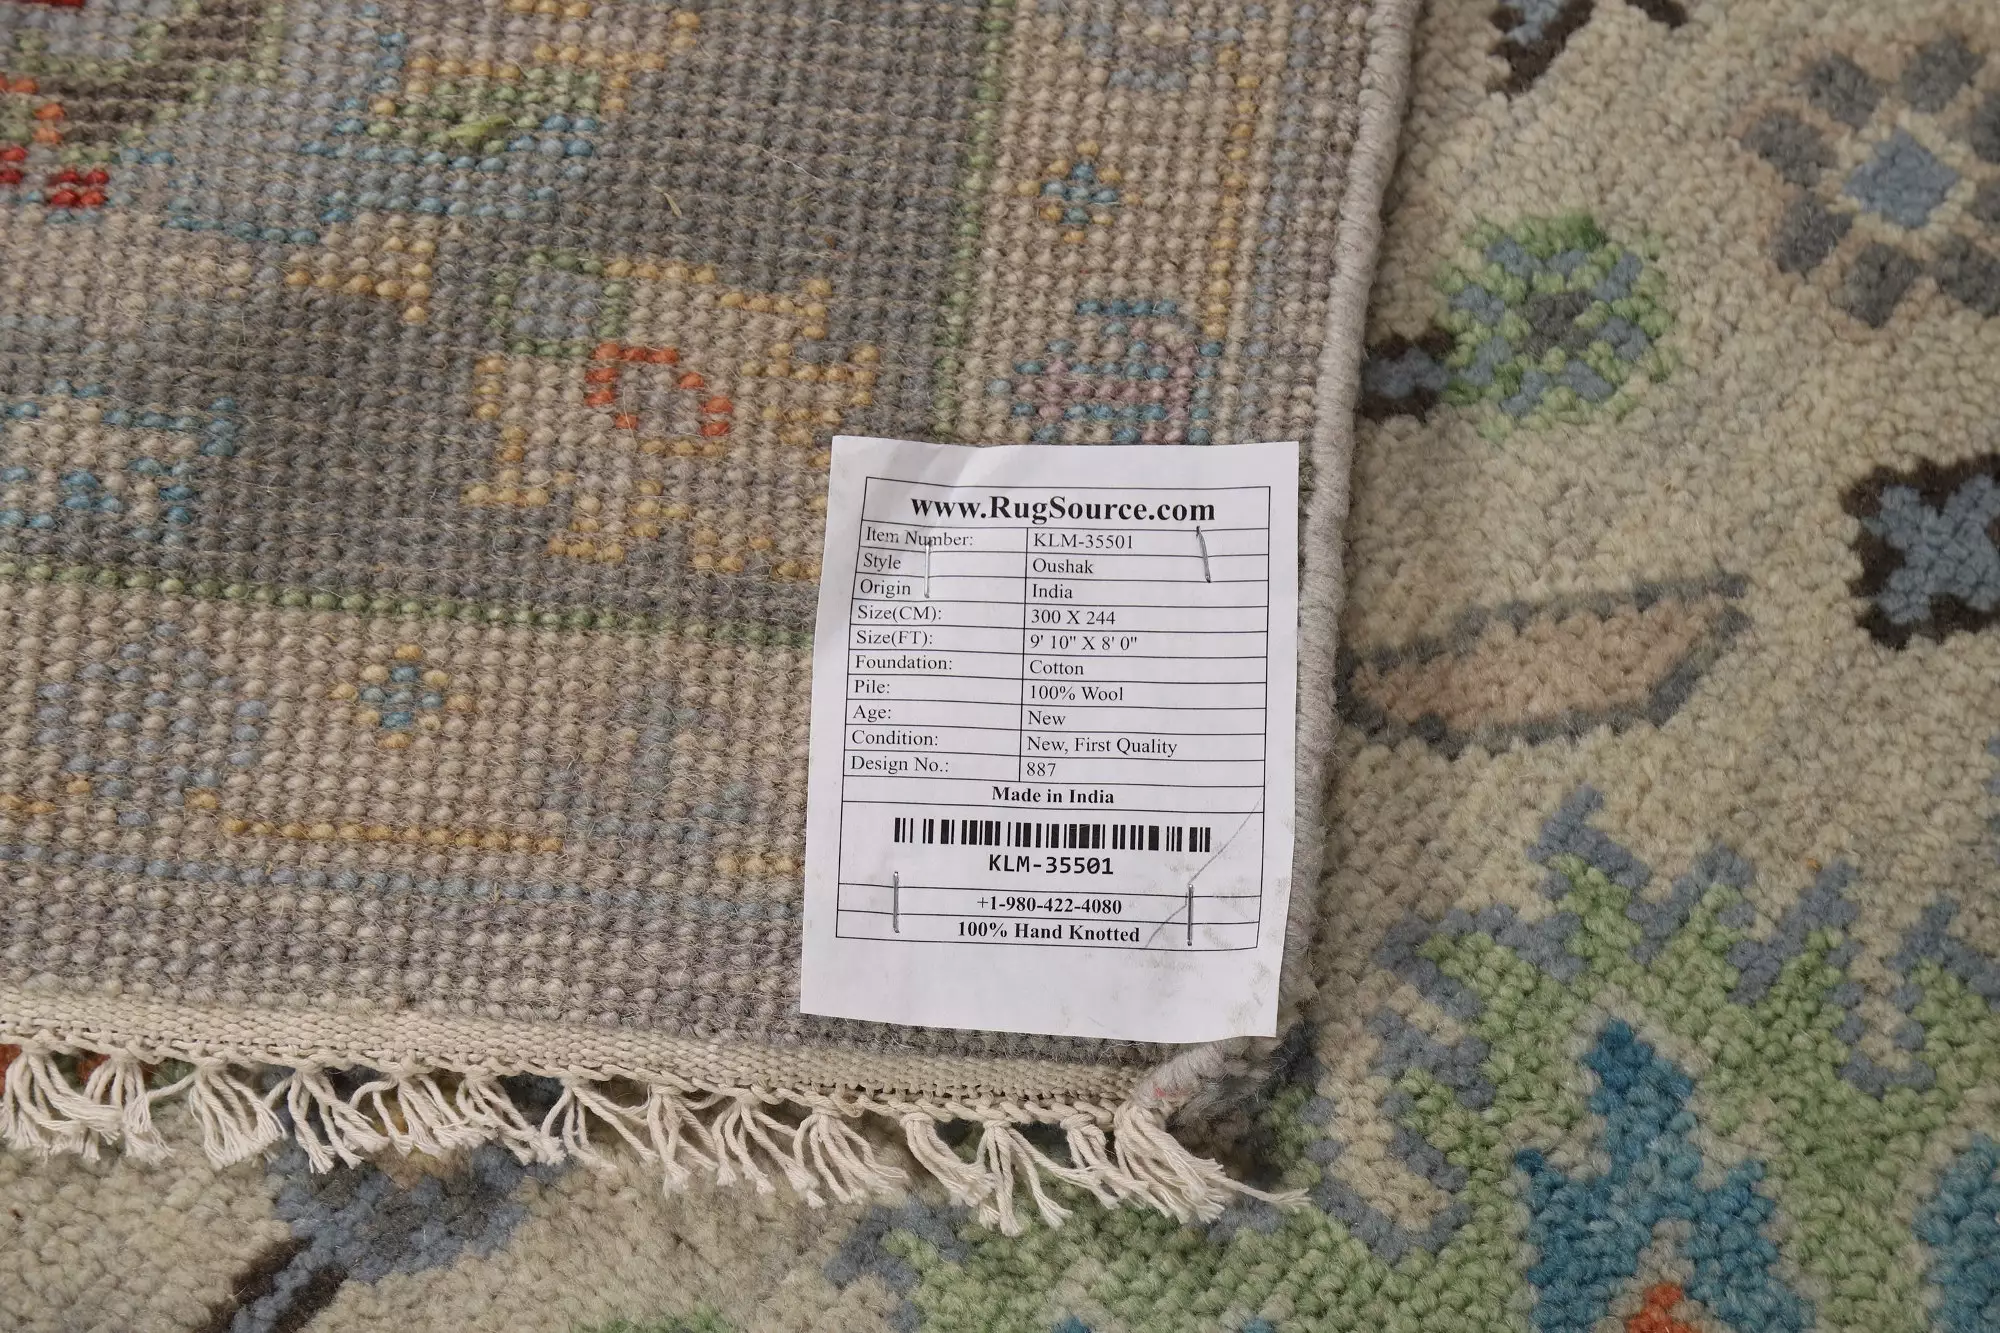 www.RugSource.com
Item Number: KLM-35501
Style Oushak
Origin India
Size(CM): 300 X 244
Size(FT): 9' 10" X 8' 0"
Foundation: Cotton
Pile: 100% Wool
Age: New
Condition: New, First Quality
Design No.: 887
Made in India
KLM-35501
+1-980-422-4080
100% Hand Knotted